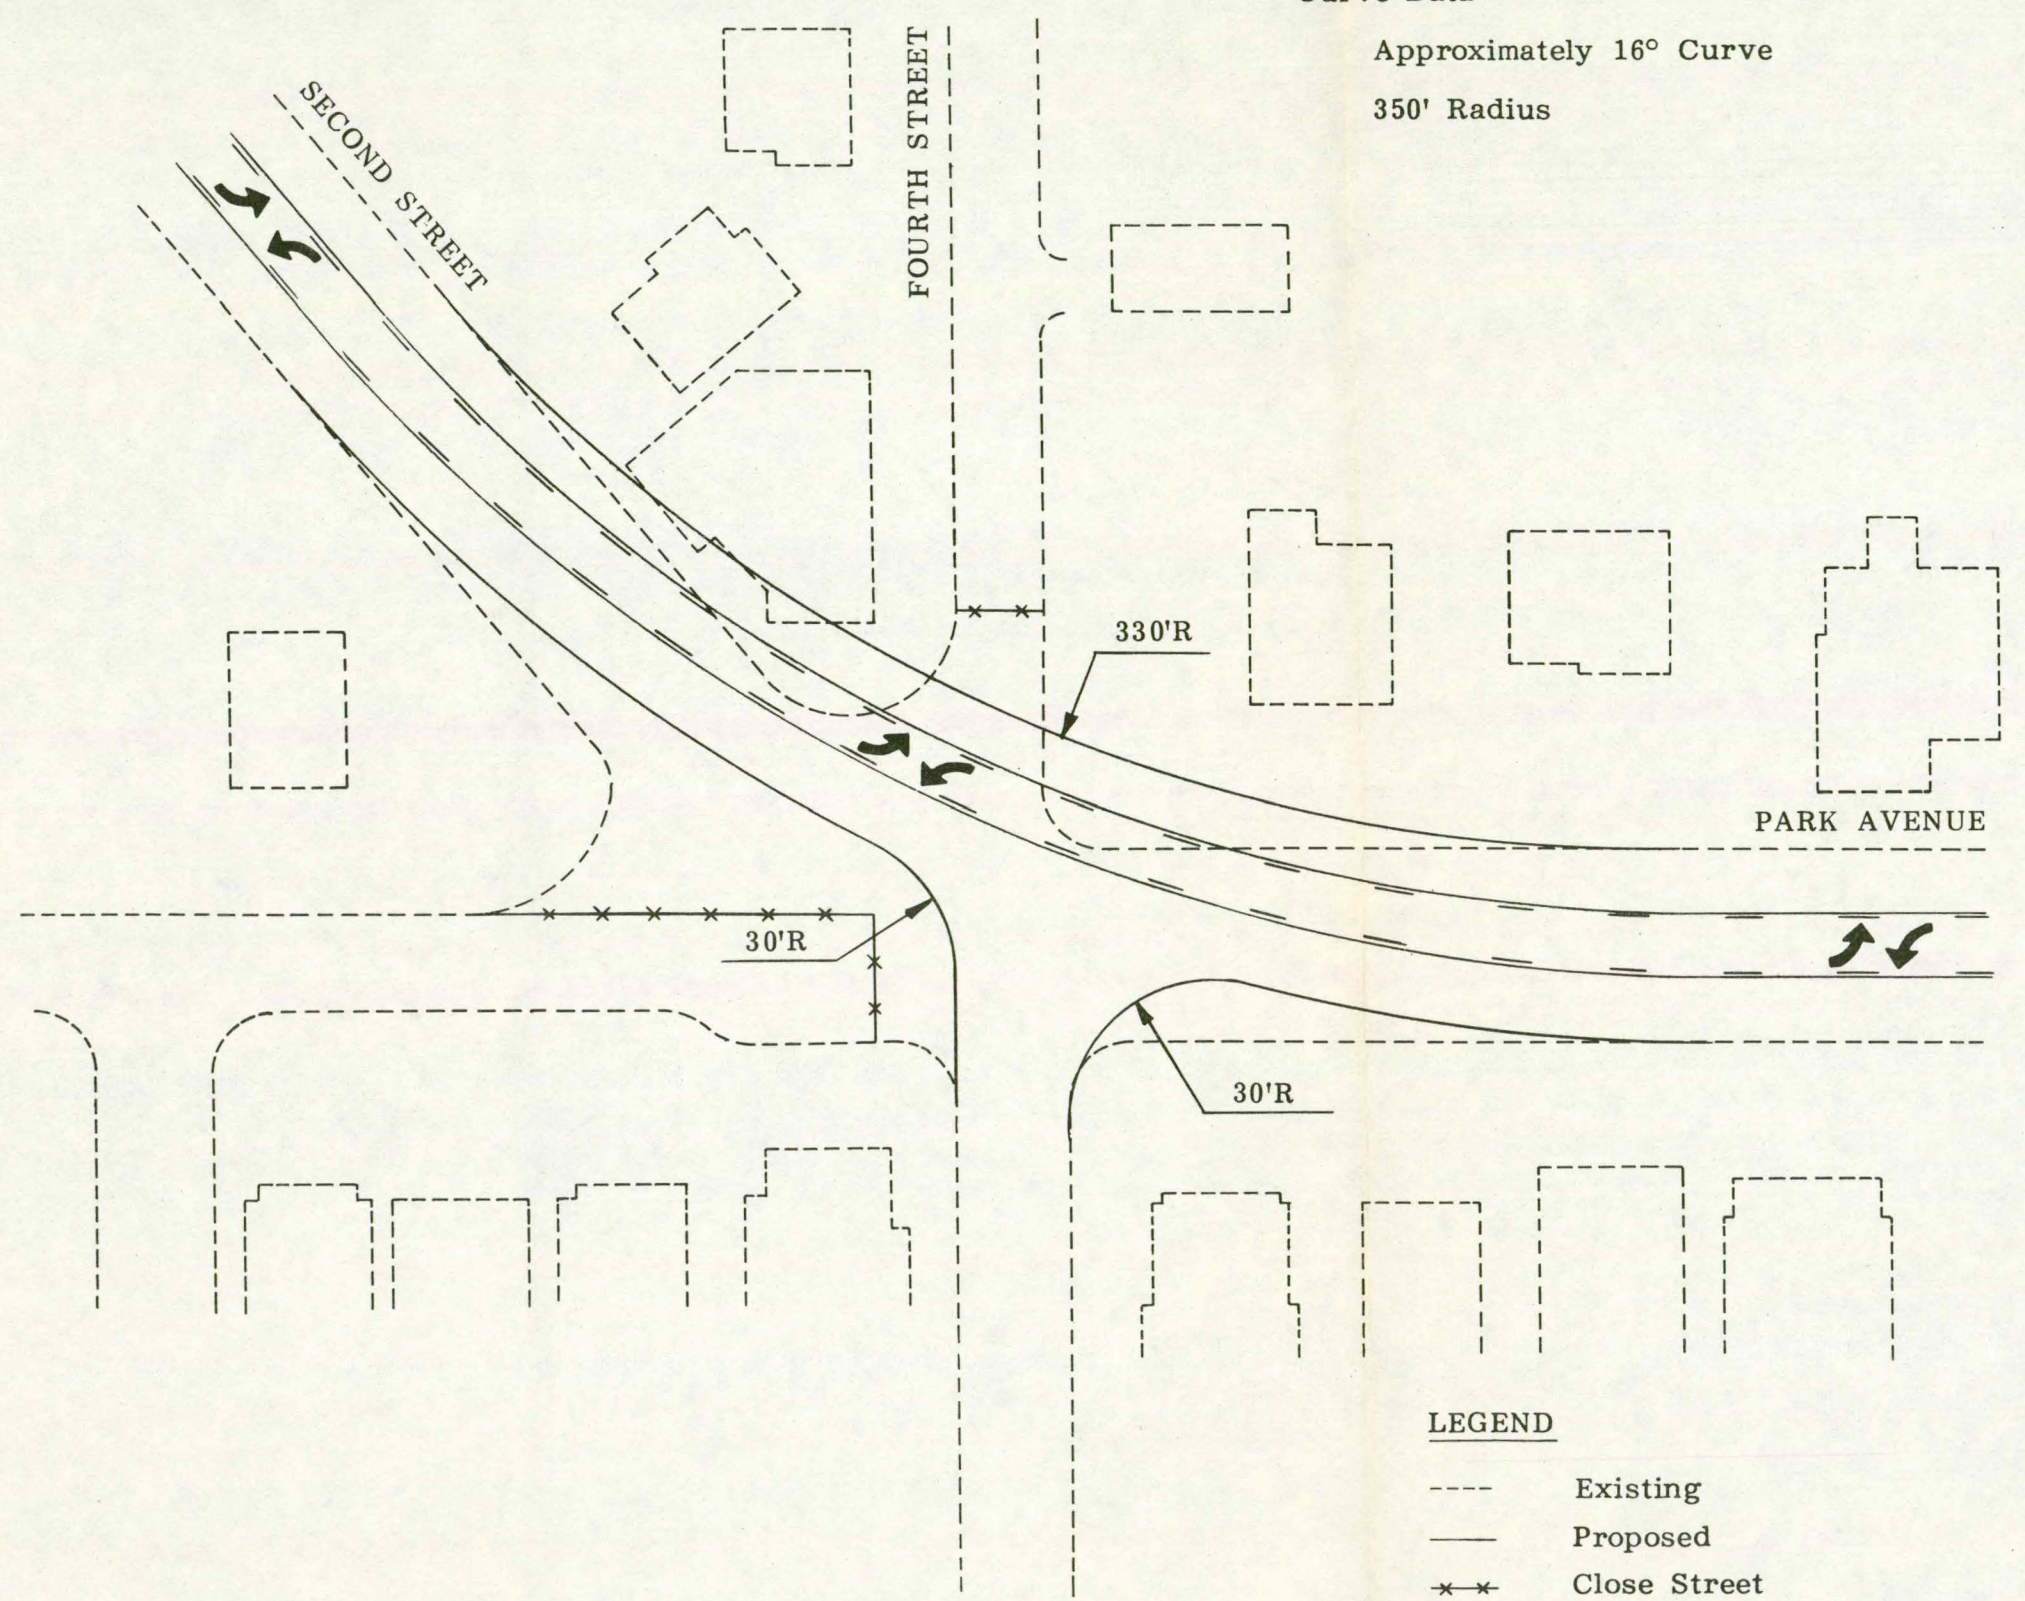 Approximately 16° Curve
350' Radius
SECOND STREET
FOURTH STREET
330'R
PARK AVENUE
30'R
30'R
LEGEND
Existing
Proposed
Close Street